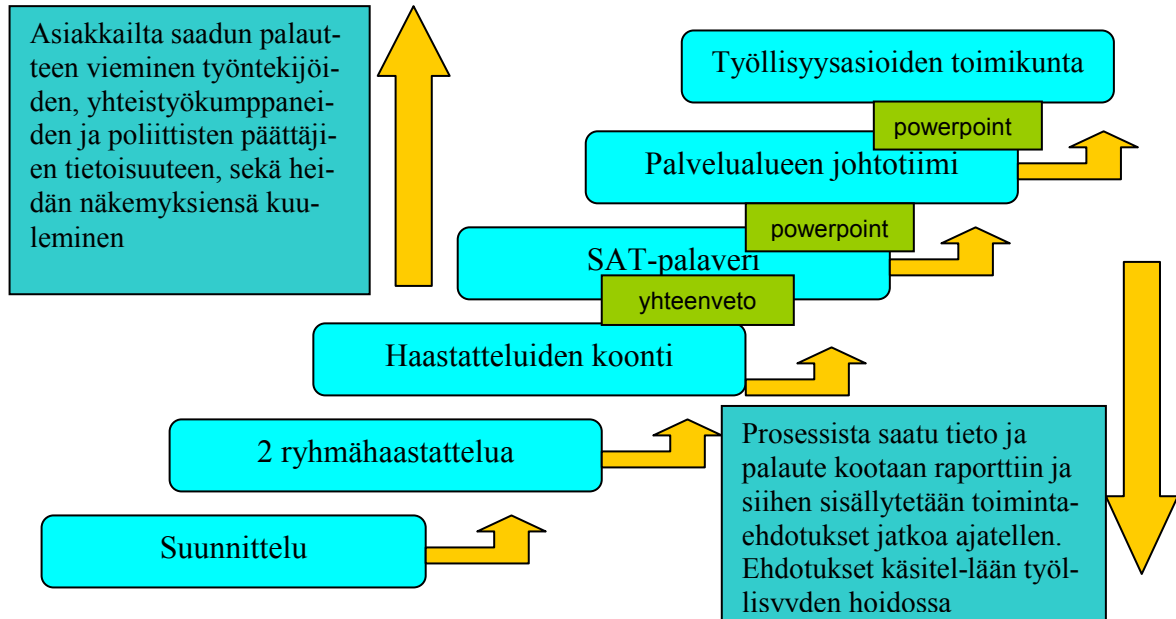 Asiakkailta saadun palaut-
teen vieminen työntekijöi-
den, yhteistyökumppanei-
den ja poliittisten päättäji-
en tietoisuuteen, sekä hei-
dän näkemyksiensä kuu-
leminen
Työllisyysasioiden toimikunta
powerpoint
Palvelualueen johtotiimi
powerpoint
SAT-palaveri
yhteenveto
Haastatteluiden koonti
2 ryhmähaastattelua
Suunnittelu
Prosessista saatu tieto ja
palaute kootaan raporttiin ja
siihen sisällytetään toiminta-
ehdotukset jatkoa ajatellen.
Ehdotukset käsitel-lään työl-
lisyyden hoidossa